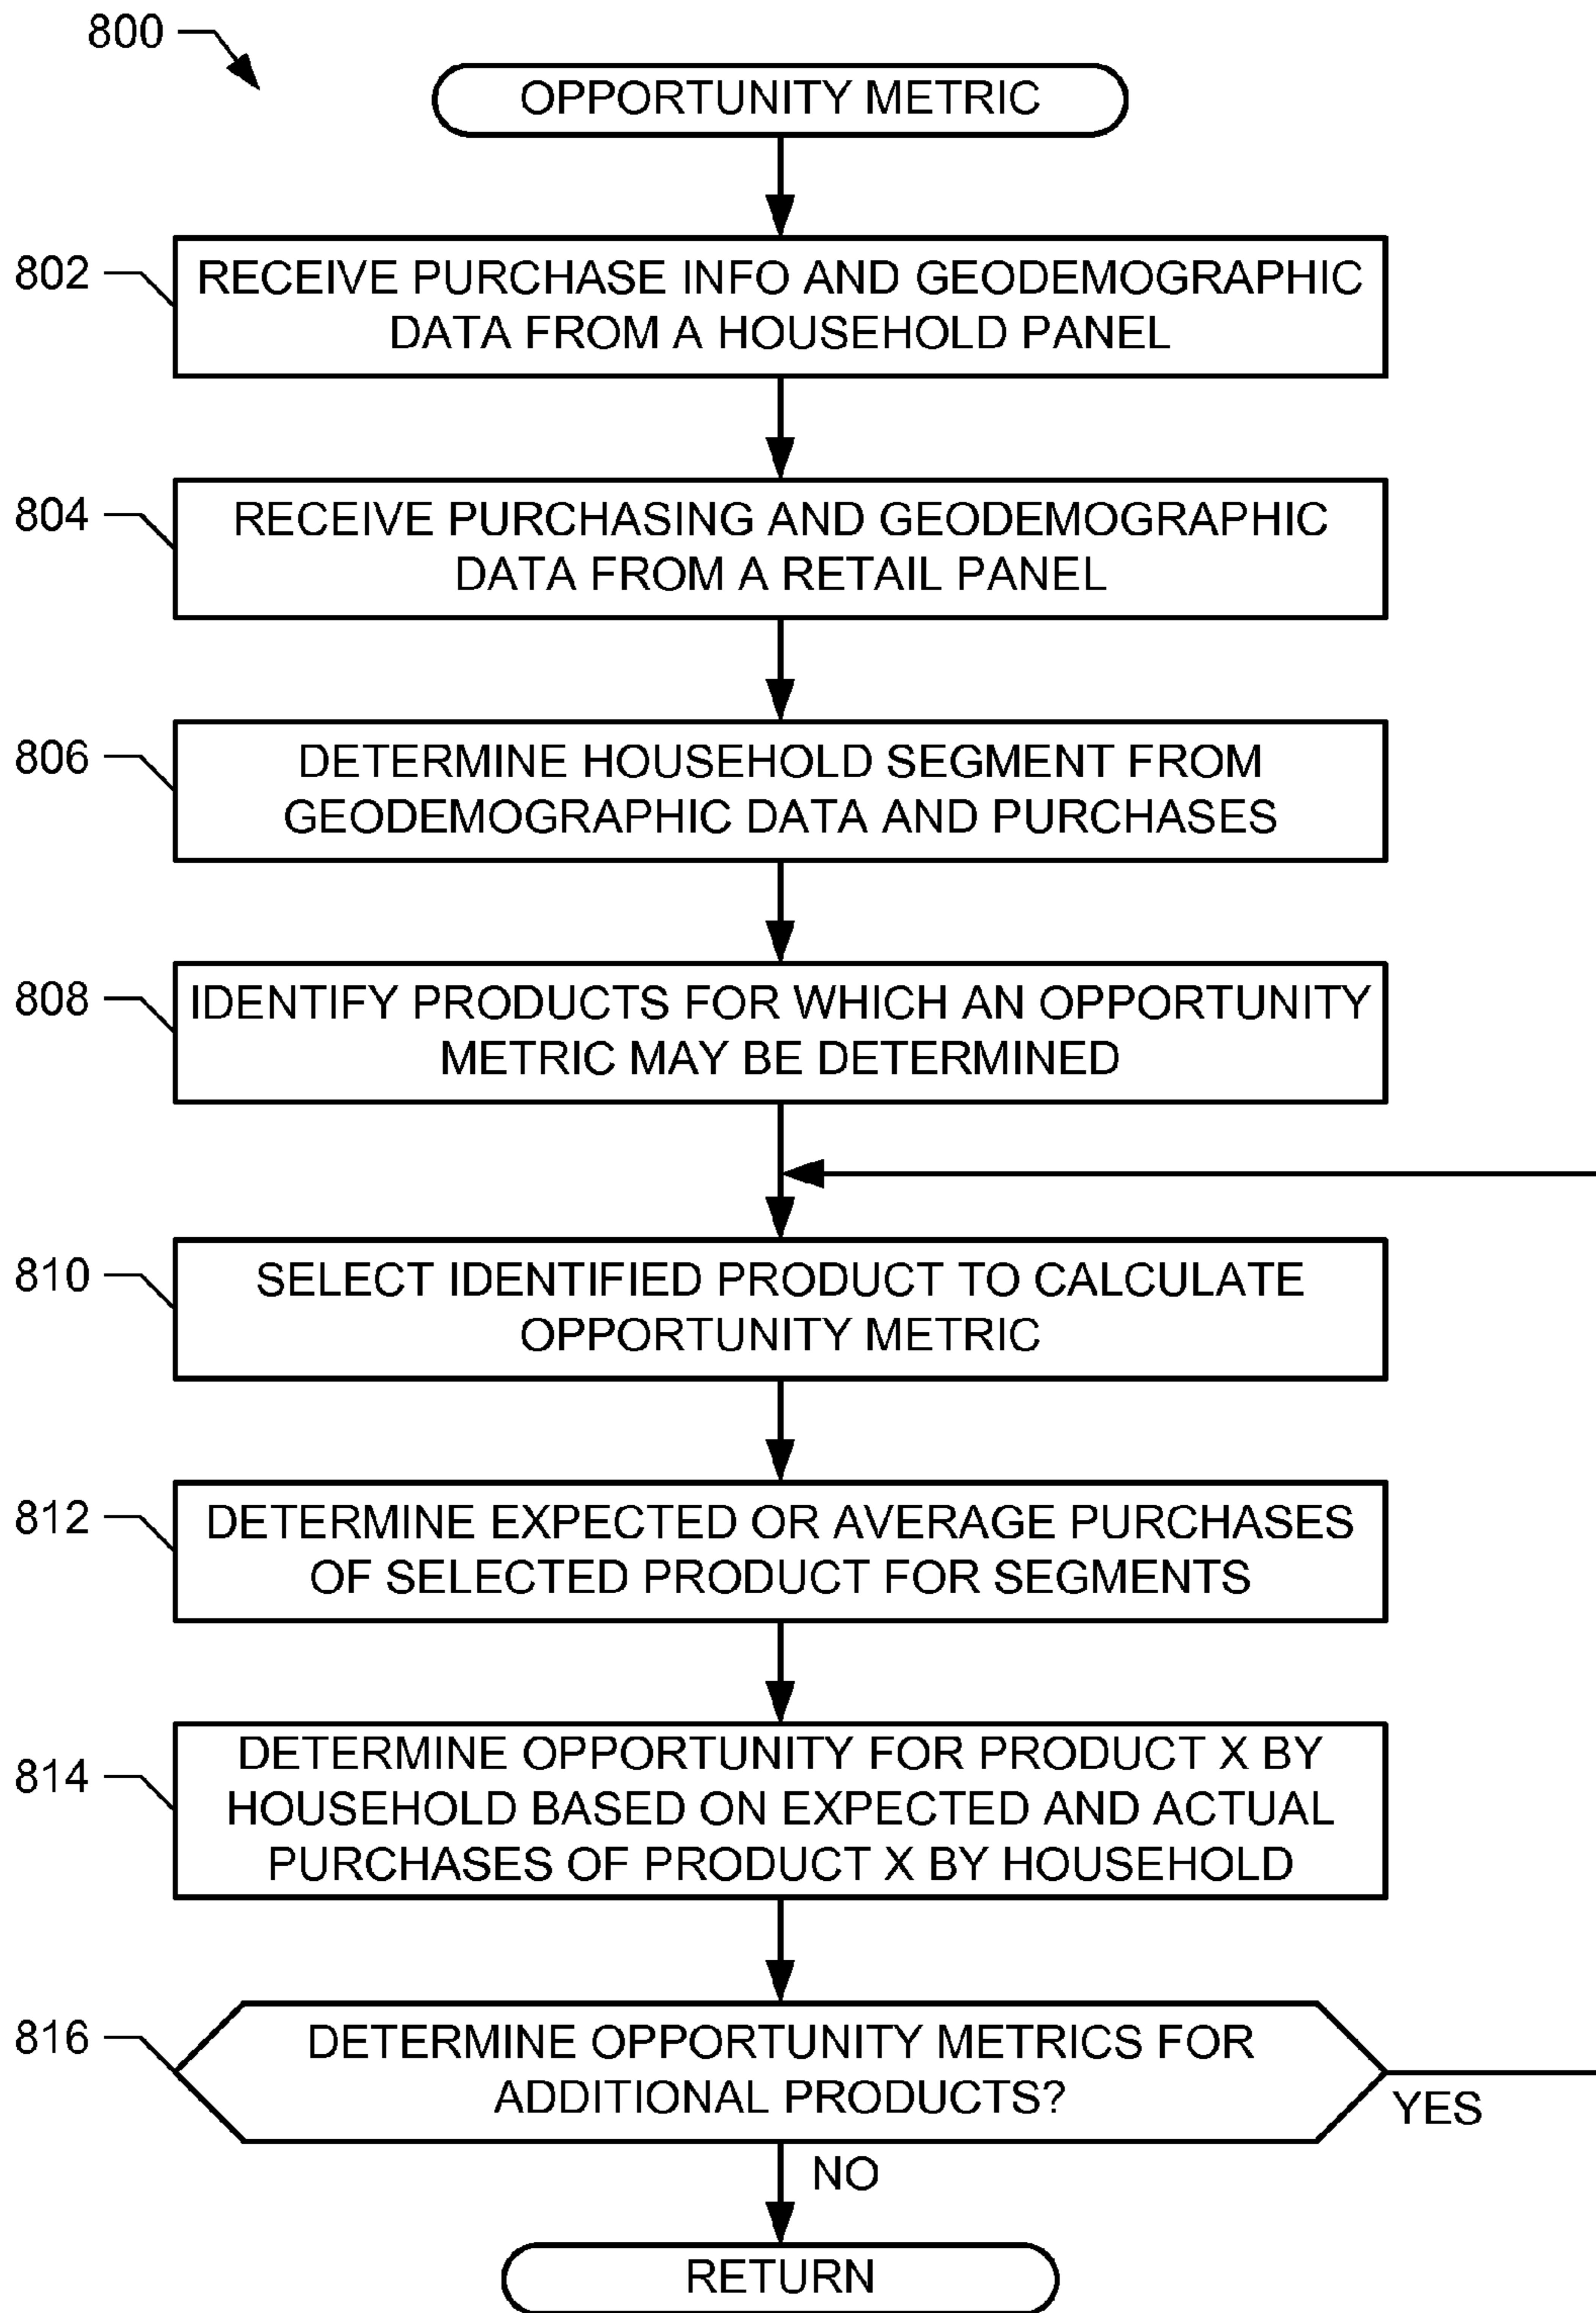 800
OPPORTUNITY METRIC
802
RECEIVE PURCHASE INFO AND GEODEMOGRAPHIC
DATA FROM A HOUSEHOLD PANEL
804
RECEIVE PURCHASING AND GEODEMOGRAPHIC
DATA FROM A RETAIL PANEL
806
DETERMINE HOUSEHOLD SEGMENT FROM
GEODEMOGRAPHIC DATA AND PURCHASES
808
IDENTIFY PRODUCTS FOR WHICH AN OPPORTUNITY
METRIC MAY BE DETERMINED
810
SELECT IDENTIFIED PRODUCT TO CALCULATE
OPPORTUNITY METRIC
812
DETERMINE EXPECTED OR AVERAGE PURCHASES
OF SELECTED PRODUCT FOR SEGMENTS
814
DETERMINE OPPORTUNITY FOR PRODUCT X BY
HOUSEHOLD BASED ON EXPECTED AND ACTUAL
PURCHASES OF PRODUCT X BY HOUSEHOLD
816
DETERMINE OPPORTUNITY METRICS FOR
ADDITIONAL PRODUCTS?
YES
NO
RETURN